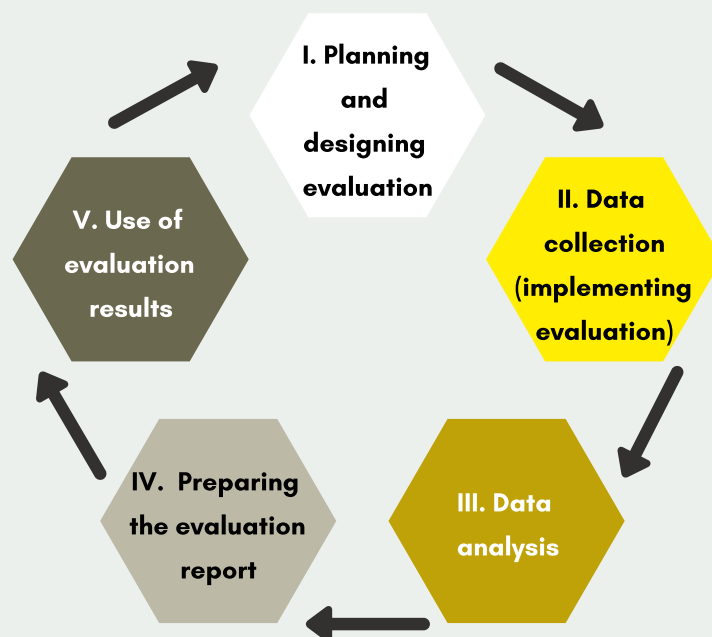 I. Planning
and
designing
evaluation
II. Data
collection
(implementing
evaluation)
III. Data
analysis
IV. Preparing
the evaluation
report
V. Use of
evaluation
results